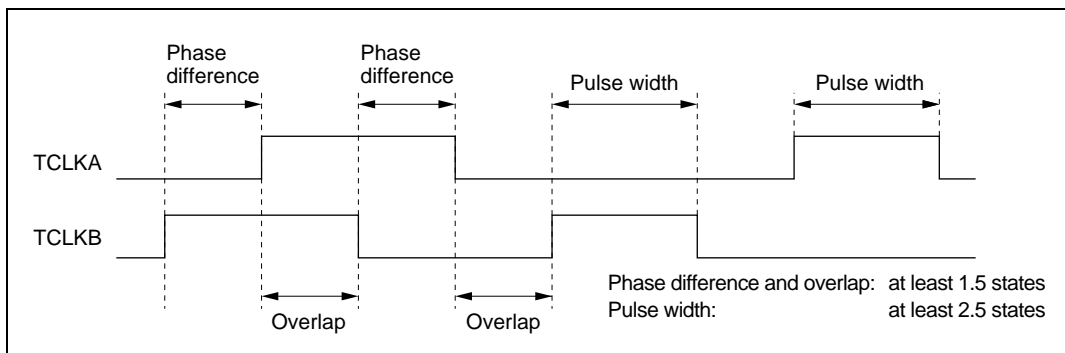 Phase difference
Phase difference
Pulse width
Pulse width
TCLKA
TCLKB
Overlap
Overlap
Phase difference and overlap: at least 1.5 states
Pulse width: at least 2.5 states